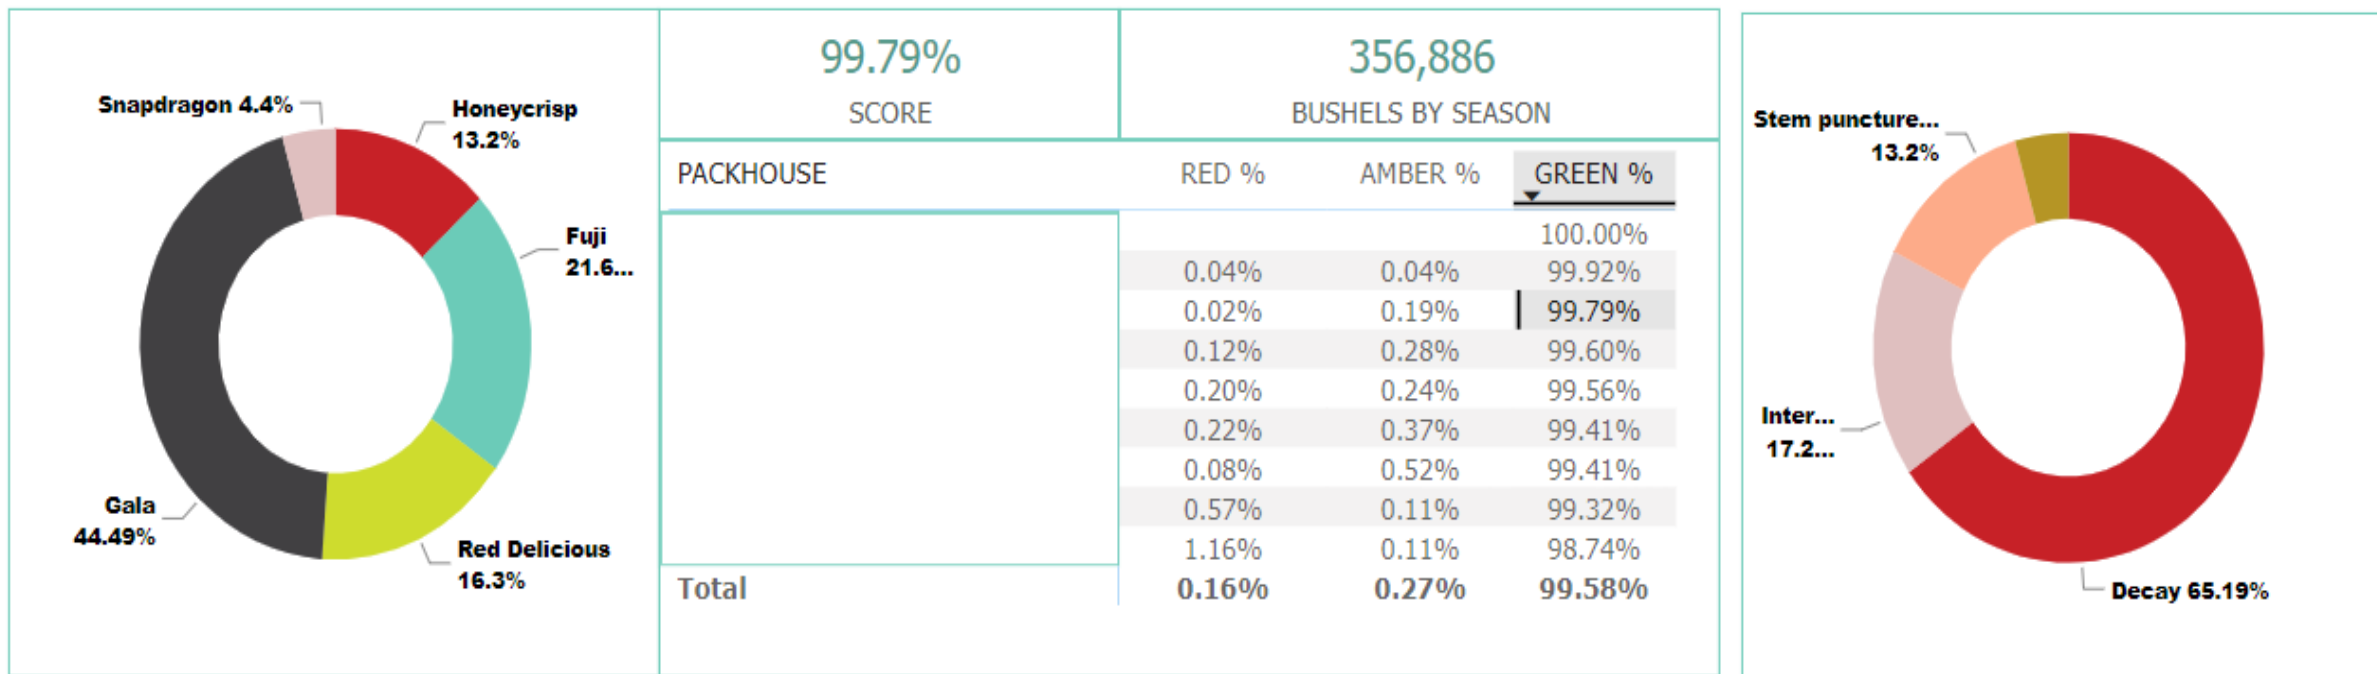 Snapdragon 4.4%
Honeycrisp
13.2%
Fuji
21.6...
Gala
44.49%
Red Delicious
16.3%
99.79%
SCORE
356,886
BUSHELS BY SEASON
PACKHOUSE RED % AMBER % GREEN %
100.00%
0.04% 0.04% 99.92%
0.02% 0.19% 99.79%
0.12% 0.28% 99.60%
0.20% 0.24% 99.56%
0.22% 0.37% 99.41%
0.08% 0.52% 99.41%
0.57% 0.11% 99.32%
1.16% 0.11% 98.74%
Total 0.16% 0.27% 99.58%
Stem puncture...
13.2%
Inter...
17.2...
Decay 65.19%